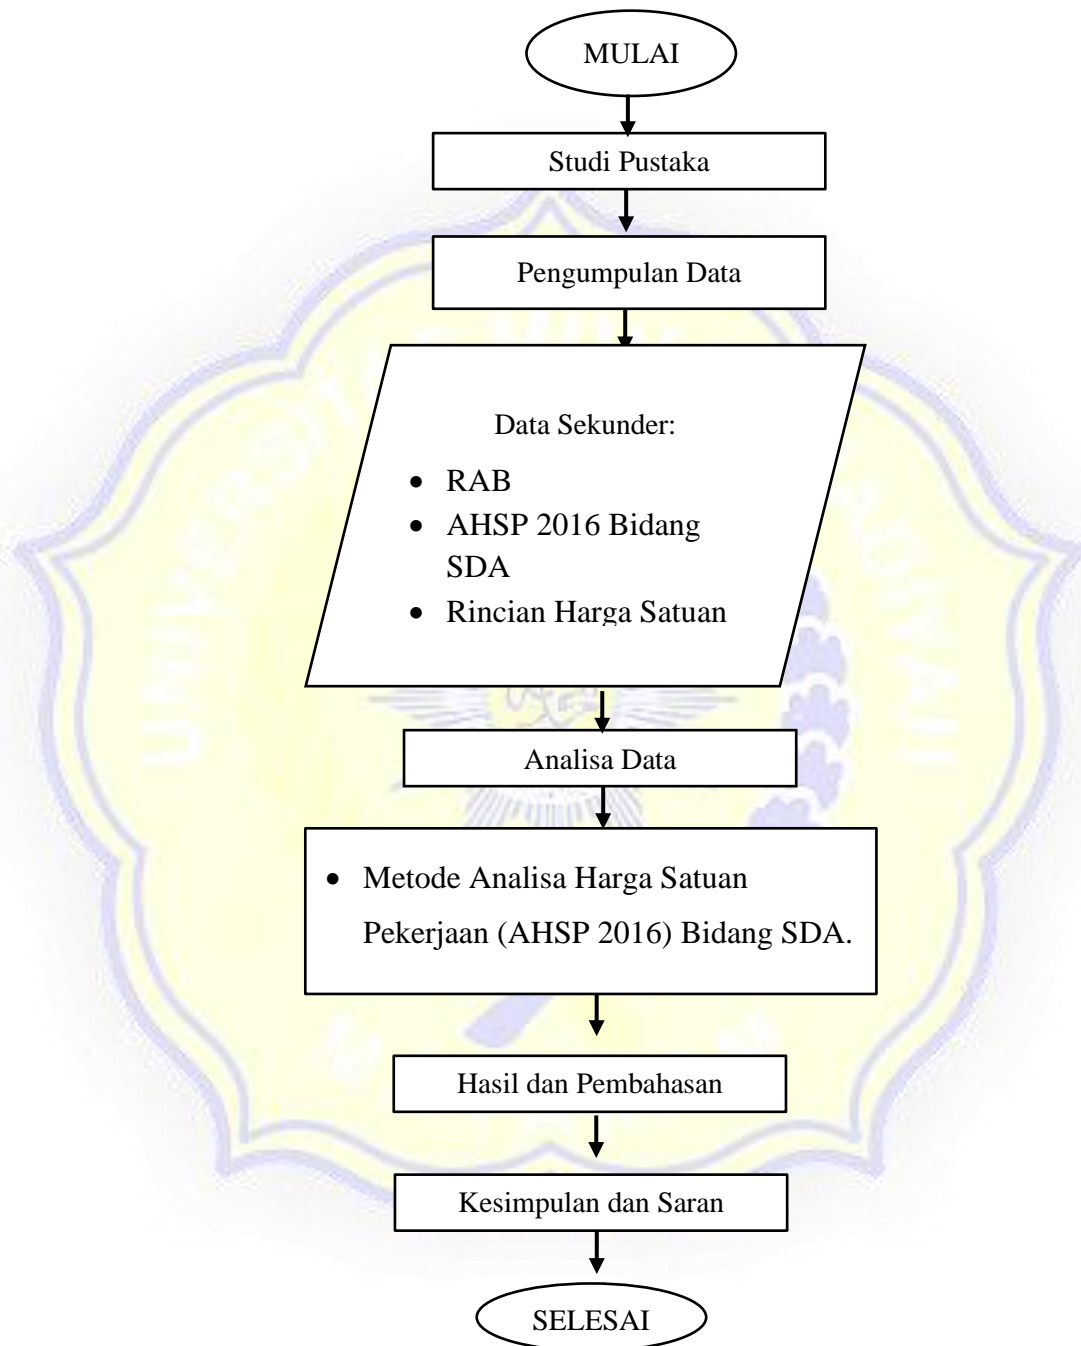 MULAI
Studi Pustaka
Pengumpulan Data
Data Sekunder:
• RAB
• AHSP 2016 Bidang
SDA
• Rincian Harga Satuan
Analisa Data
• Metode Analisa Harga Satuan
Pekerjaan (AHSP 2016) Bidang SDA.
Hasil dan Pembahasan
Kesimpulan dan Saran
SELESAI